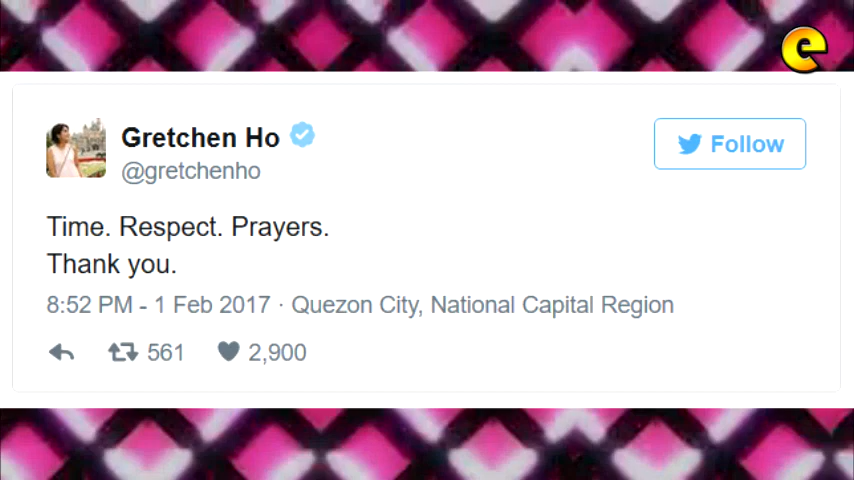 e
Gretchen Ho
@gretchenho
Follow
Time. Respect. Prayers.
Thank you.
8:52 PM - 1 Feb 2017 · Quezon City, National Capital Region
561 2,900